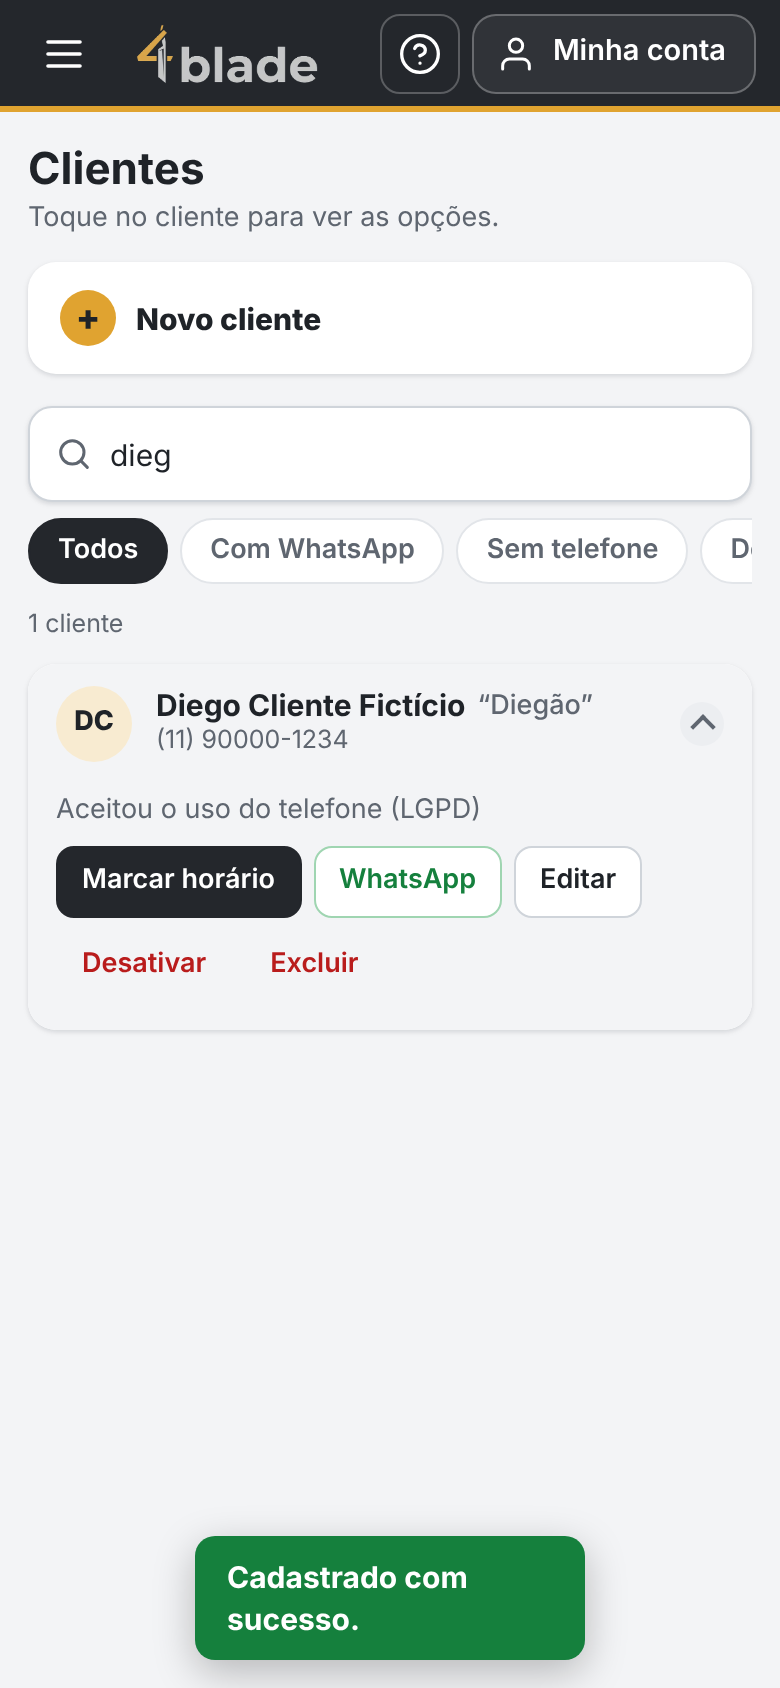 4blade
Minha conta
Clientes
Toque no cliente para ver as opções.
+ Novo cliente
dieg
Todos
Com WhatsApp
Sem telefone
1 cliente
DC
Diego Cliente Fictício “Diegão”
(11) 90000-1234
Aceitou o uso do telefone (LGPD)
Marcar horário
WhatsApp
Editar
Desativar
Excluir
Cadastrado com
sucesso.